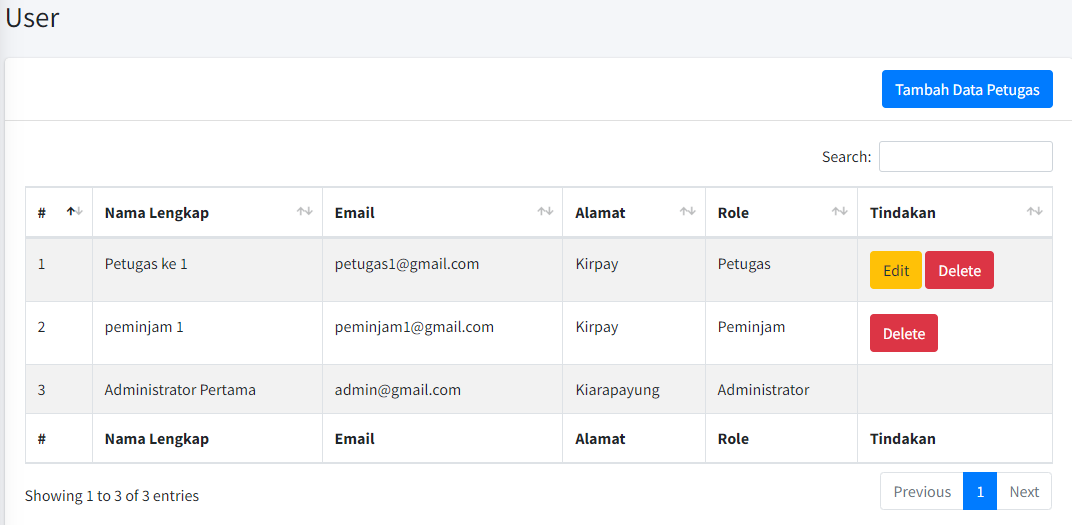 User
Tambah Data Petugas
Search:
# Nama Lengkap Email Alamat Role Tindakan
1 Petugas ke 1 petugas1@gmail.com Kirpay Petugas Edit Delete
2 peminjam 1 peminjam1@gmail.com Kirpay Peminjam Delete
3 Administrator Pertama admin@gmail.com Kiarapayung Administrator
# Nama Lengkap Email Alamat Role Tindakan
Showing 1 to 3 of 3 entries Previous 1 Next